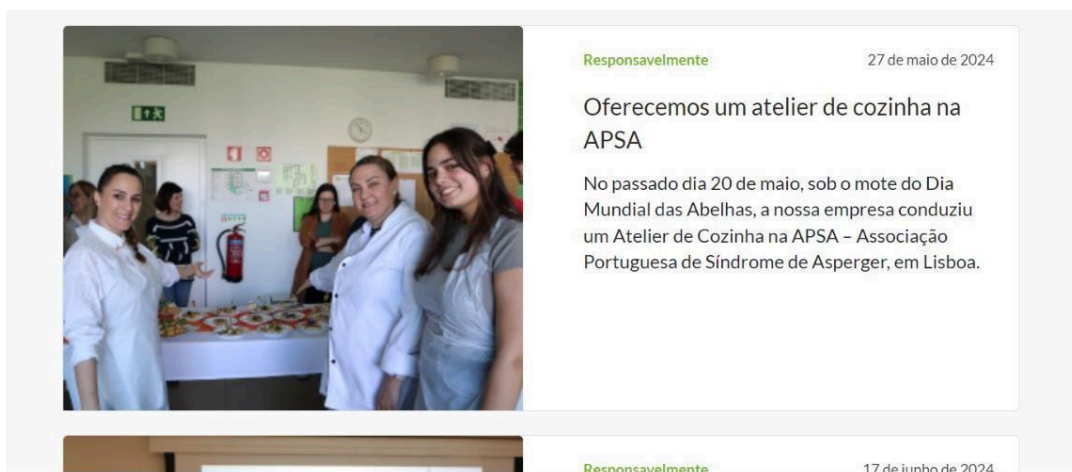 Responsavelmente
27 de maio de 2024
Oferecemos um atelier de cozinha na
APSA
No passado dia 20 de maio, sob o mote do Dia
Mundial das Abelhas, a nossa empresa conduziu
um Atelier de Cozinha na APSA – Associação
Portuguesa de Síndrome de Asperger, em Lisboa.
Responsavelmente
17 de junho de 2024